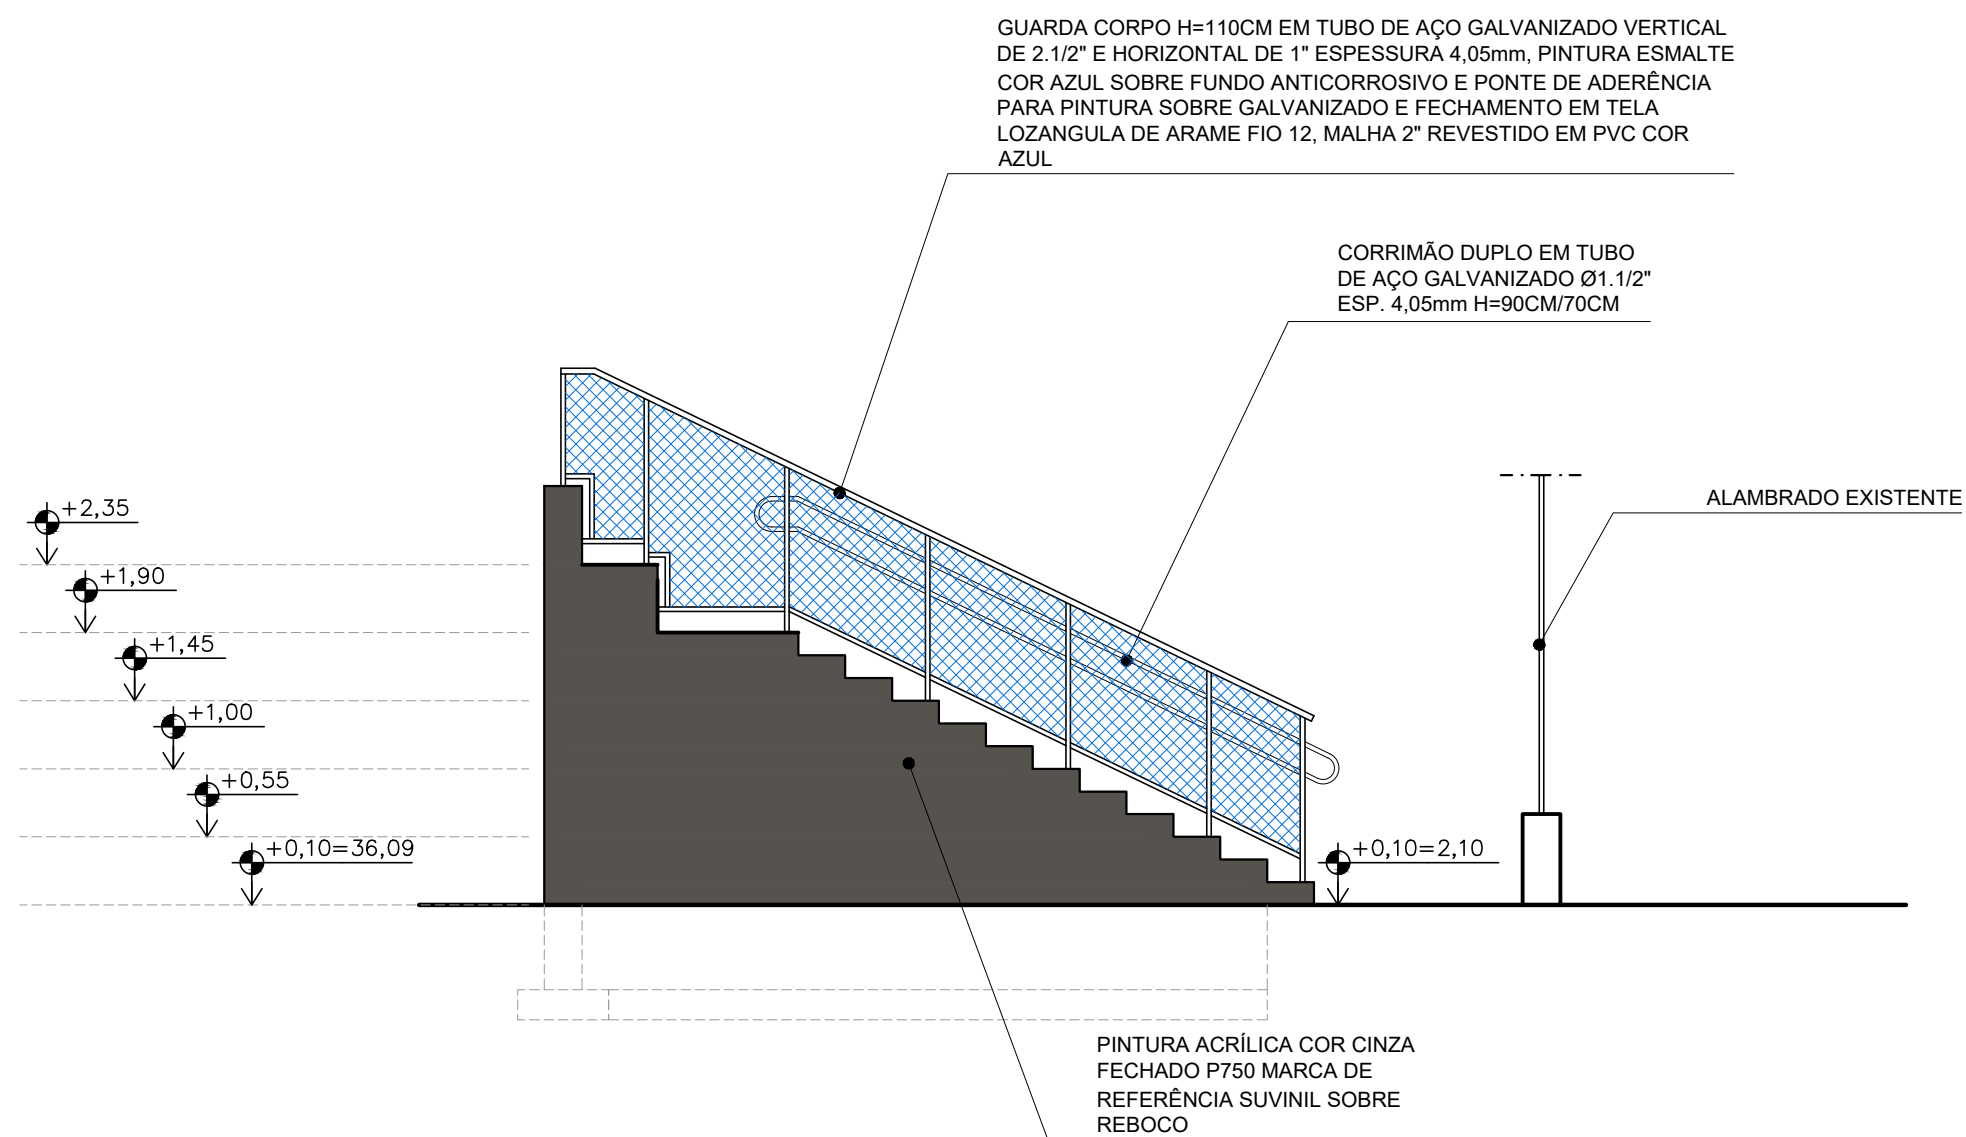 GUARDA CORPO H=110CM EM TUBO DE AÇO GALVANIZADO VERTICAL
DE 2.1/2" E HORIZONTAL DE 1" ESPESSURA 4,05mm, PINTURA ESMALTE
COR AZUL SOBRE FUNDO ANTICORROSIVO E PONTE DE ADERÊNCIA
PARA PINTURA SOBRE GALVANIZADO E FECHAMENTO EM TELA
LOZANGULA DE ARAME FIO 12, MALHA 2" REVESTIDO EM PVC COR
AZUL
CORRIMÃO DUPLO EM TUBO
DE AÇO GALVANIZADO Ø1.1/2"
ESP. 4,05mm H=90CM/70CM
ALAMBRADO EXISTENTE
+2,35
+1,90
+1,45
+1,00
+0,55
+0,10=36,09
+0,10=2,10
PINTURA ACRÍLICA COR CINZA
FECHADO P750 MARCA DE
REFERÊNCIA SUVINIL SOBRE
REBOCO